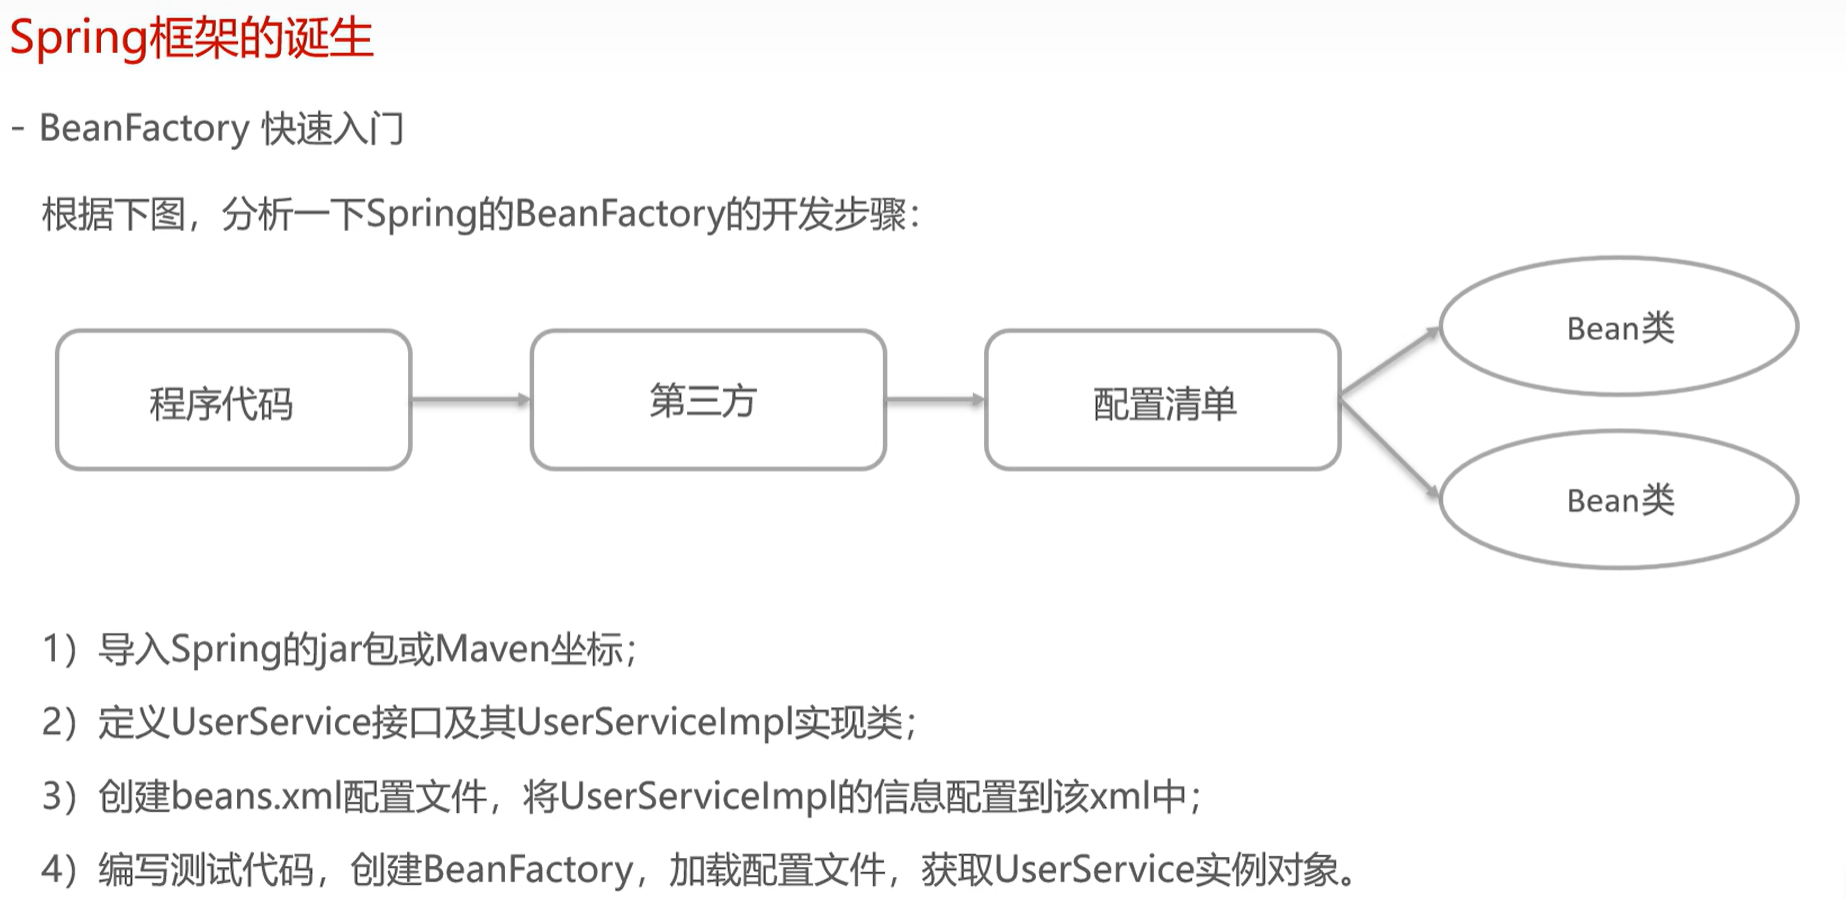 Spring框架的诞生
- BeanFactory 快速入门
根据下图，分析一下Spring的BeanFactory的开发步骤：
程序代码
第三方
配置清单
Bean类
Bean类
1）导入Spring的jar包或Maven坐标；
2）定义UserService接口及其UserServiceImpl实现类；
3）创建beans.xml配置文件，将UserServiceImpl的信息配置到该xml中；
4）编写测试代码，创建BeanFactory，加载配置文件，获取UserService实例对象。